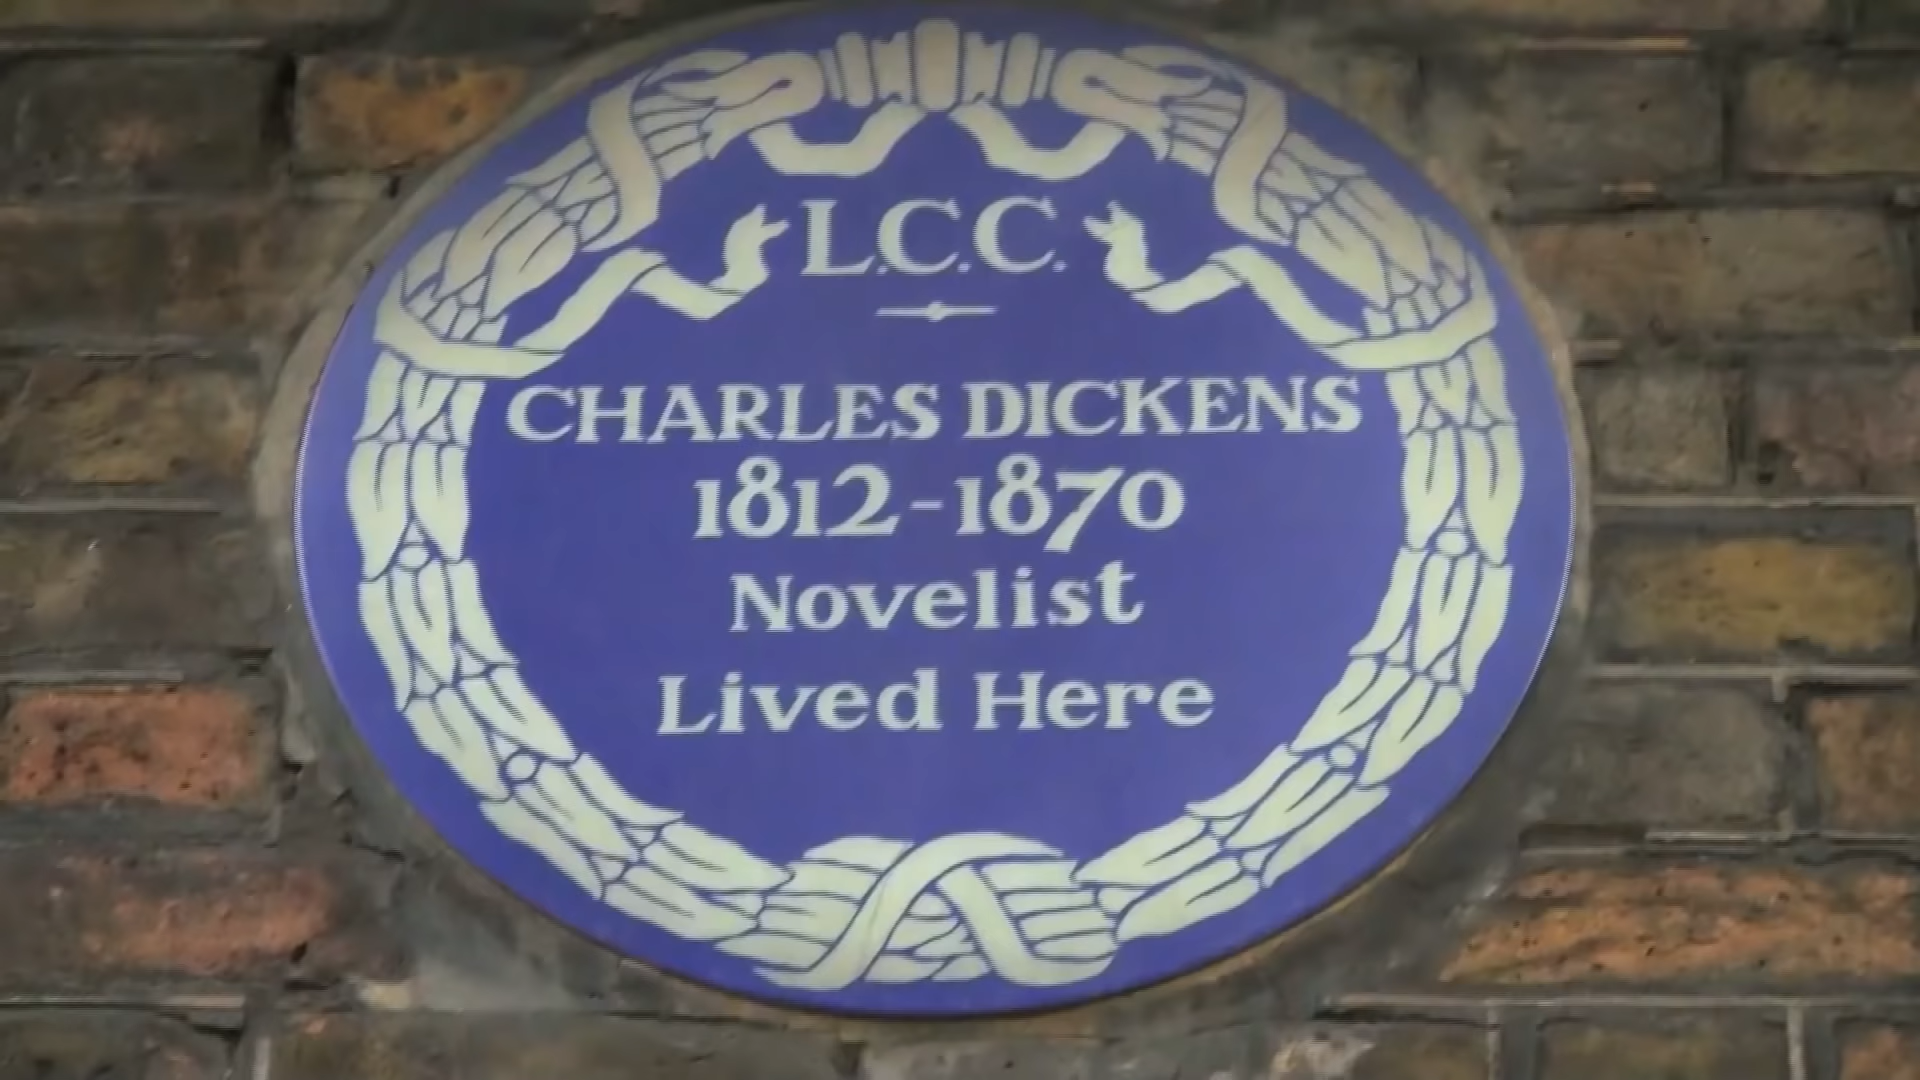 L.C.C.
CHARLES DICKENS
1812-1870
Novelist
Lived Here